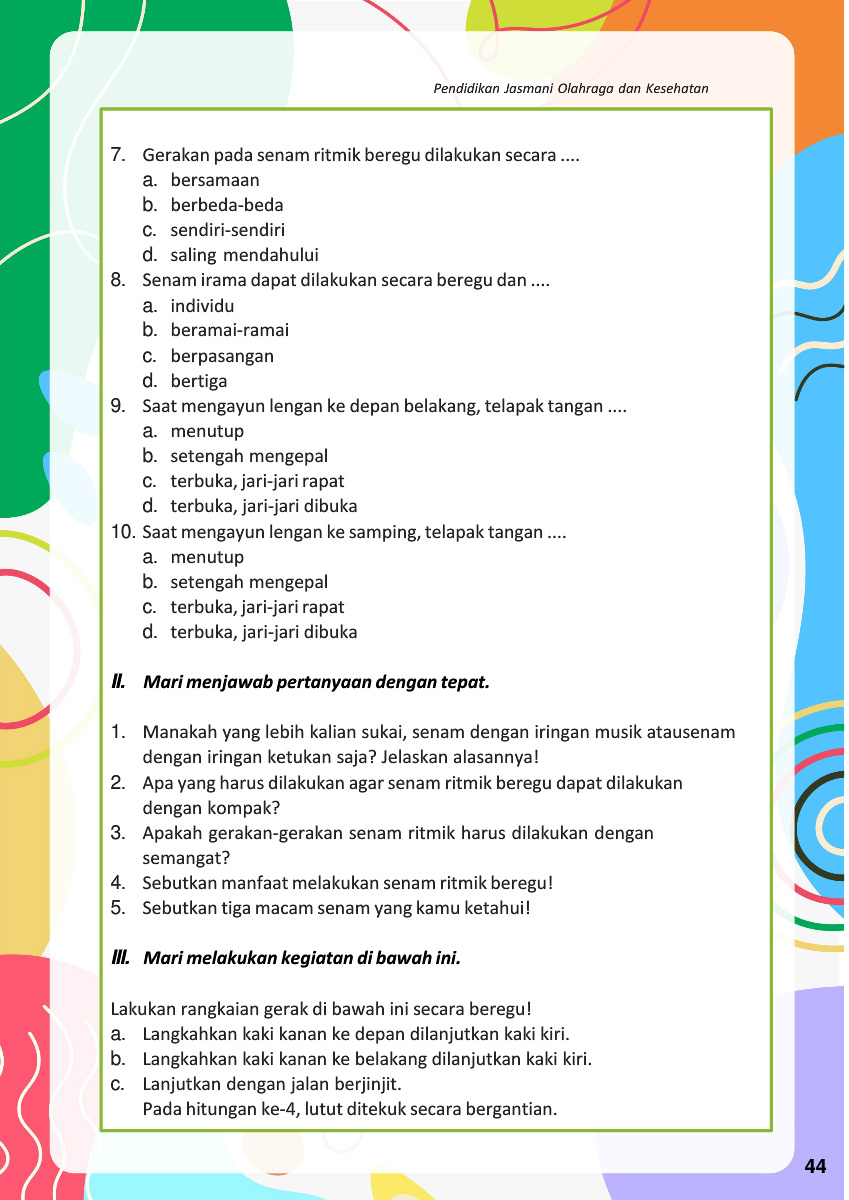 Pendidikan Jasmani Olahraga dan Kesehatan
7. Gerakan pada senam ritmik beregu dilakukan secara ....
a. bersamaan
b. berbeda-beda
c. sendiri-sendiri
d. saling mendahului
8. Senam irama dapat dilakukan secara beregu dan ....
a. individu
b. beramai-ramai
c. berpasangan
d. bertiga
9. Saat mengayun lengan ke depan belakang, telapak tangan ....
a. menutup
b. setengah mengepal
c. terbuka, jari-jari rapat
d. terbuka, jari-jari dibuka
10. Saat mengayun lengan ke samping, telapak tangan ....
a. menutup
b. setengah mengepal
c. terbuka, jari-jari rapat
d. terbuka, jari-jari dibuka
II. Mari menjawab pertanyaan dengan tepat.
1. Manakah yang lebih kalian sukai, senam dengan iringan musik atausenam
dengan iringan ketukan saja? Jelaskan alasannya!
2. Apa yang harus dilakukan agar senam ritmik beregu dapat dilakukan
dengan kompak?
3. Apakah gerakan-gerakan senam ritmik harus dilakukan dengan
semangat?
4. Sebutkan manfaat melakukan senam ritmik beregu!
5. Sebutkan tiga macam senam yang kamu ketahui!
III. Mari melakukan kegiatan di bawah ini.
Lakukan rangkaian gerak di bawah ini secara beregu!
a. Langkahkan kaki kanan ke depan dilanjutkan kaki kiri.
b. Langkahkan kaki kanan ke belakang dilanjutkan kaki kiri.
c. Lanjutkan dengan jalan berjinjit.
Pada hitungan ke-4, lutut ditekuk secara bergantian.
44